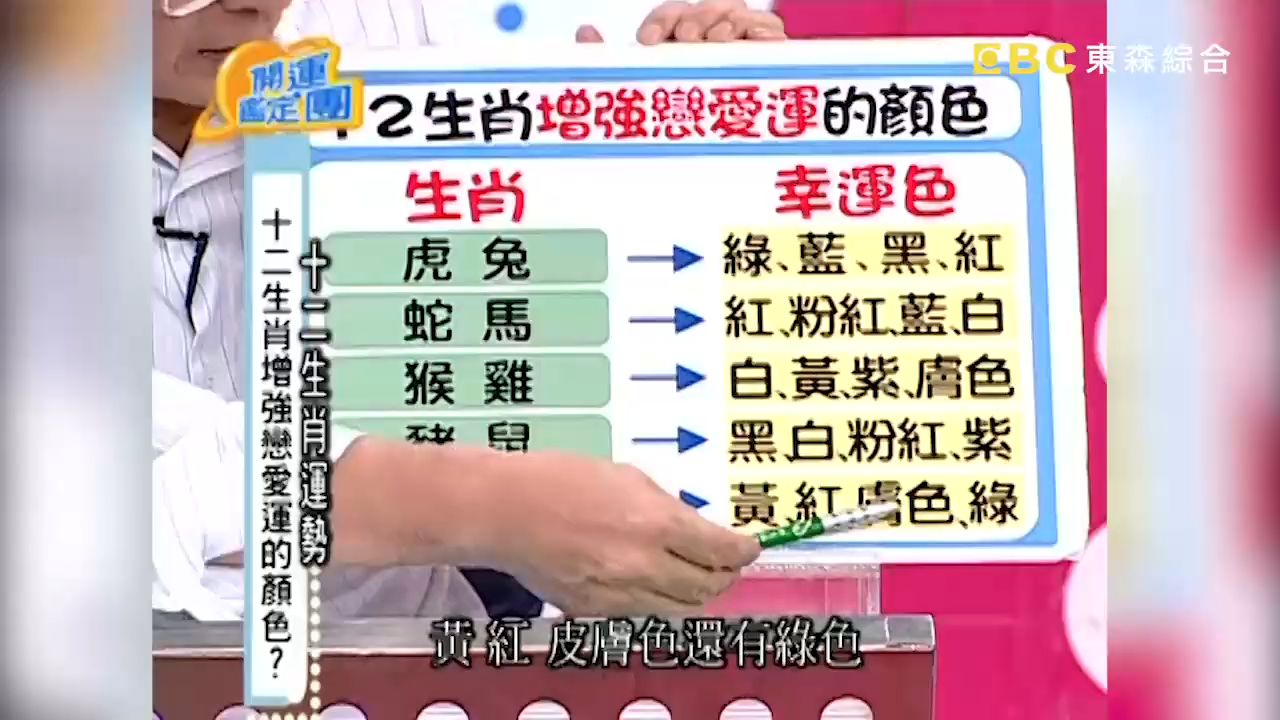 EBC 東森綜合
開運
鑑定團
12生肖增強戀愛運的顏色
生肖 幸運色
虎 兔 綠、藍、黑、紅
蛇 馬 紅、粉紅、藍、白
猴 雞 白、黃、紫、膚色
豬 鼠 黑、白、粉紅、紫
黃、紅、膚色、綠
十二生肖運勢
十二生肖增強戀愛運的顏色?
黃 紅 皮膚色還有綠色